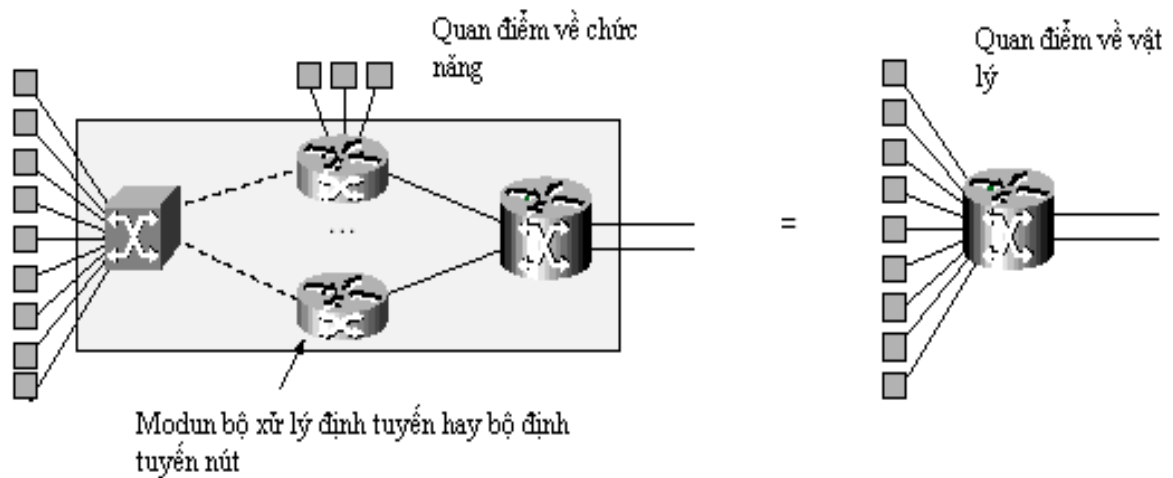 Quan điểm về chức
năng
Quan điểm về vật
lý
...
=
Modun bộ xử lý định tuyến hay bộ định
tuyến nút